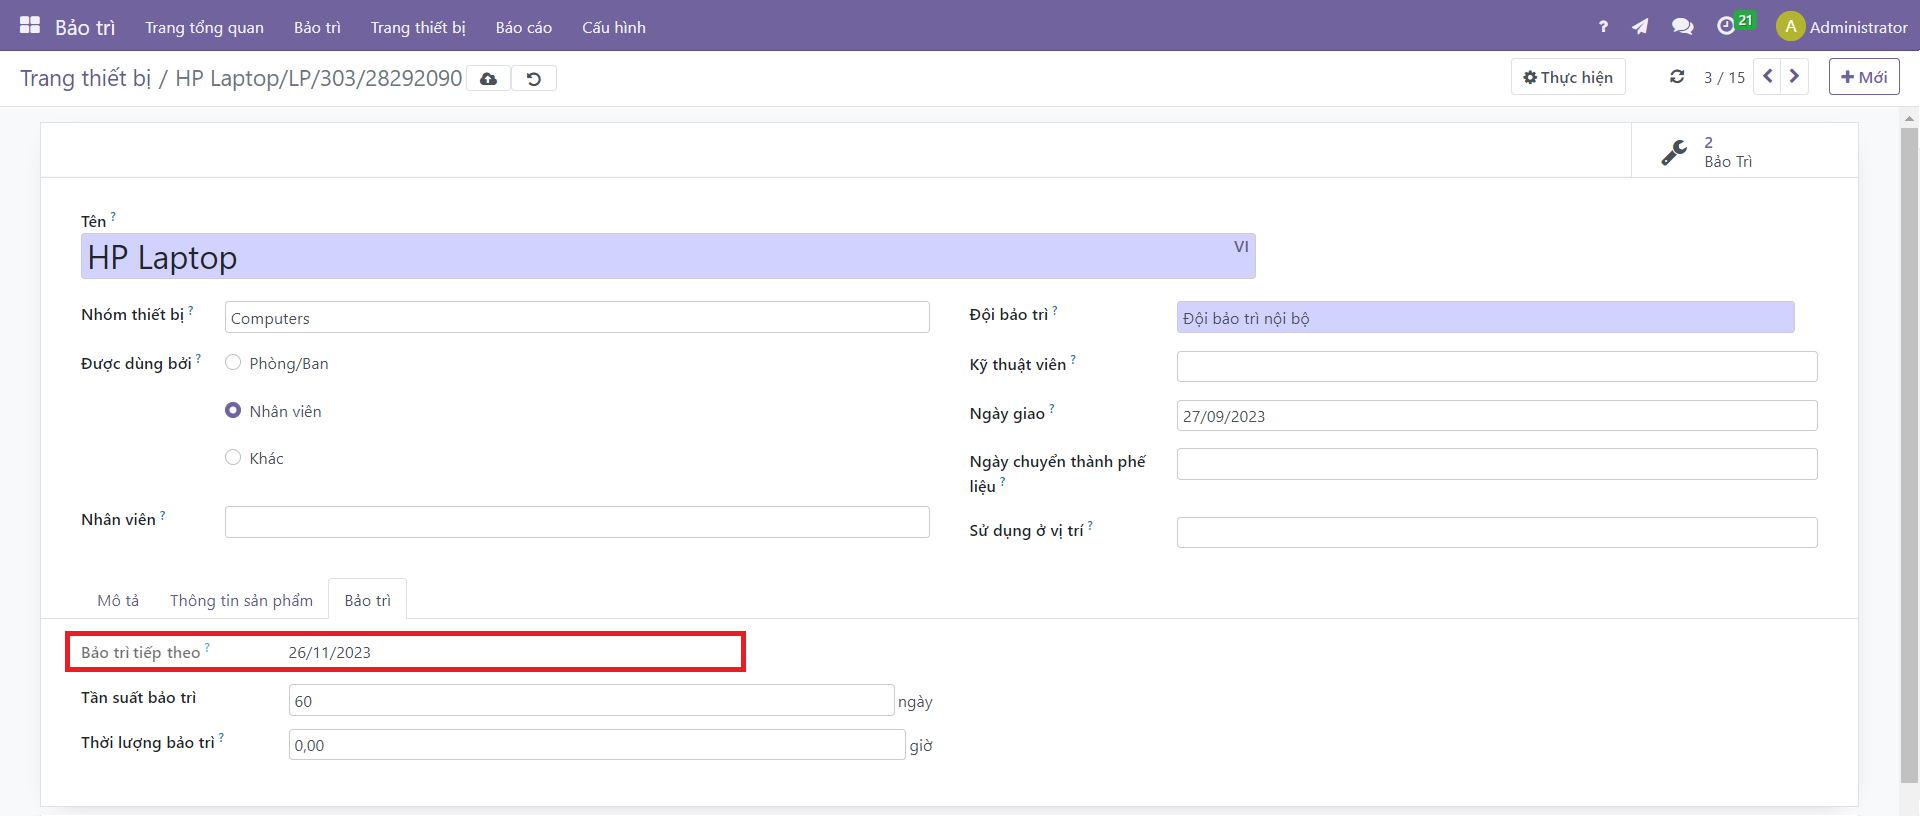 Bảo trì Trang tổng quan Bảo trì Trang thiết bị Báo cáo Cấu hình ? 21 A Administrator
Trang thiết bị / HP Laptop/LP/303/28292090 Thực hiện 3 / 15 + Mới
2
Bảo Trì
Tên ?
HP Laptop VI
Nhóm thiết bị ? Computers Đội bảo trì ? Đội bảo trì nội bộ
Được dùng bởi ? Phòng/Ban Kỹ thuật viên ?
Nhân viên Ngày giao ? 27/09/2023
Khác Ngày chuyển thành phế
liệu ?
Nhân viên ? Sử dụng ở vị trí ?
Mô tả Thông tin sản phẩm Bảo trì
Bảo trì tiếp theo ? 26/11/2023
Tần suất bảo trì 60 ngày
Thời lượng bảo trì ? 0,00 giờ